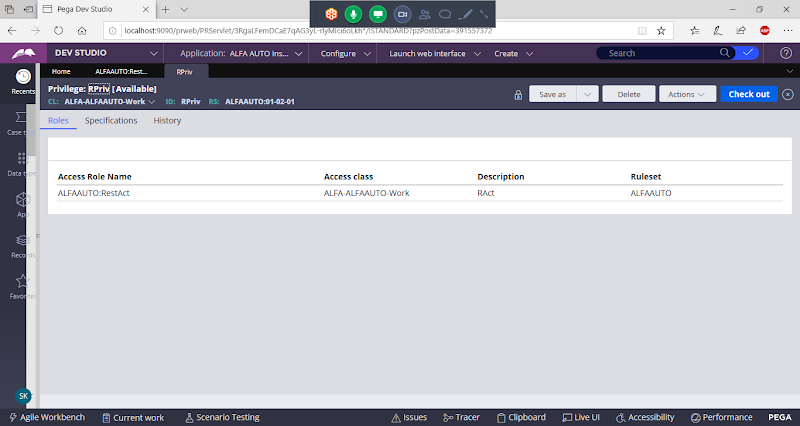 Pega Dev Studio
localhost:9090/prweb/PRServlet/3RgaLFemDCaE7qAG3yL-rlyMlci6oLkh*/!STANDARD?pzPostData=391557372
ABP
DEV STUDIO
Application: ALFA AUTO Ins...
Configure
Launch web interface
Create
Search
Recents
Home
ALFAAUTO:Rest...
RPriv
Privilege: RPriv [Available]
CL: ALFA-ALFAAUTO-Work ID: RPriv RS: ALFAAUTO:01-02-01
Save as
Delete
Actions
Check out
Case
Roles
Specifications
History
Data
App
Records
Access Role Name
Access class
Description
Ruleset
ALFAAUTO:RestAct
ALFA-ALFAAUTO-Work
RAct
ALFAAUTO
SK
Agile Workbench
Current work
Scenario Testing
Issues
Tracer
Clipboard
Live UI
Accessibility
Performance
PEGA